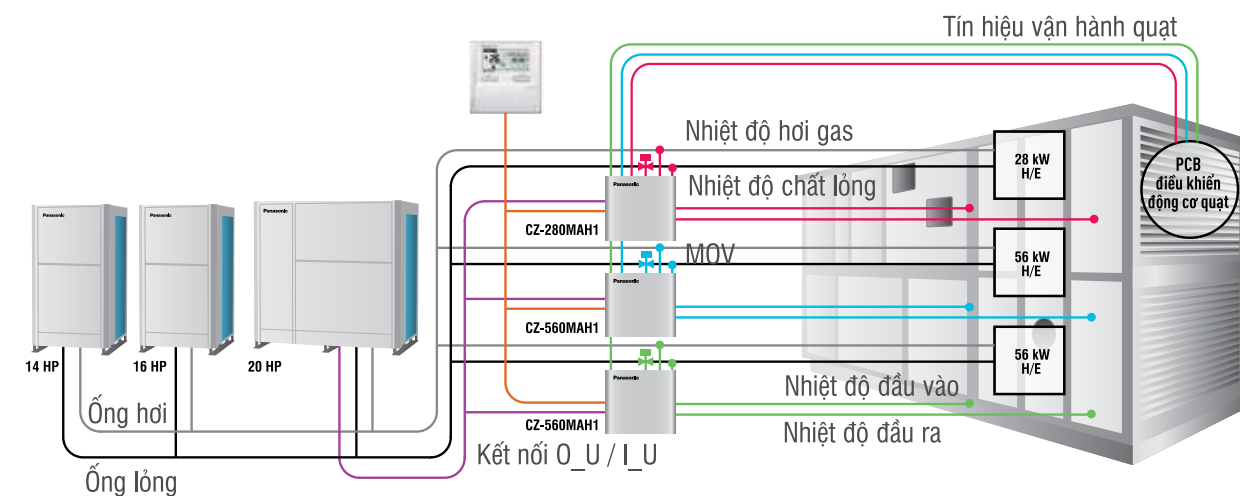 Tín hiệu vận hành quạt
Nhiệt độ hơi gas
28 kW
H/E
PCB
điều khiển
động cơ quạt
Panasonic
Nhiệt độ chất lỏng
CZ-280MAH1
Panasonic
Panasonic
Panasonic
MOV
56 kW
H/E
Panasonic
CZ-560MAH1
56 kW
H/E
14 HP
16 HP
20 HP
Panasonic
Nhiệt độ đầu vào
Ống hơi
CZ-560MAH1
Nhiệt độ đầu ra
Kết nối O_U / I_U
Ống lỏng